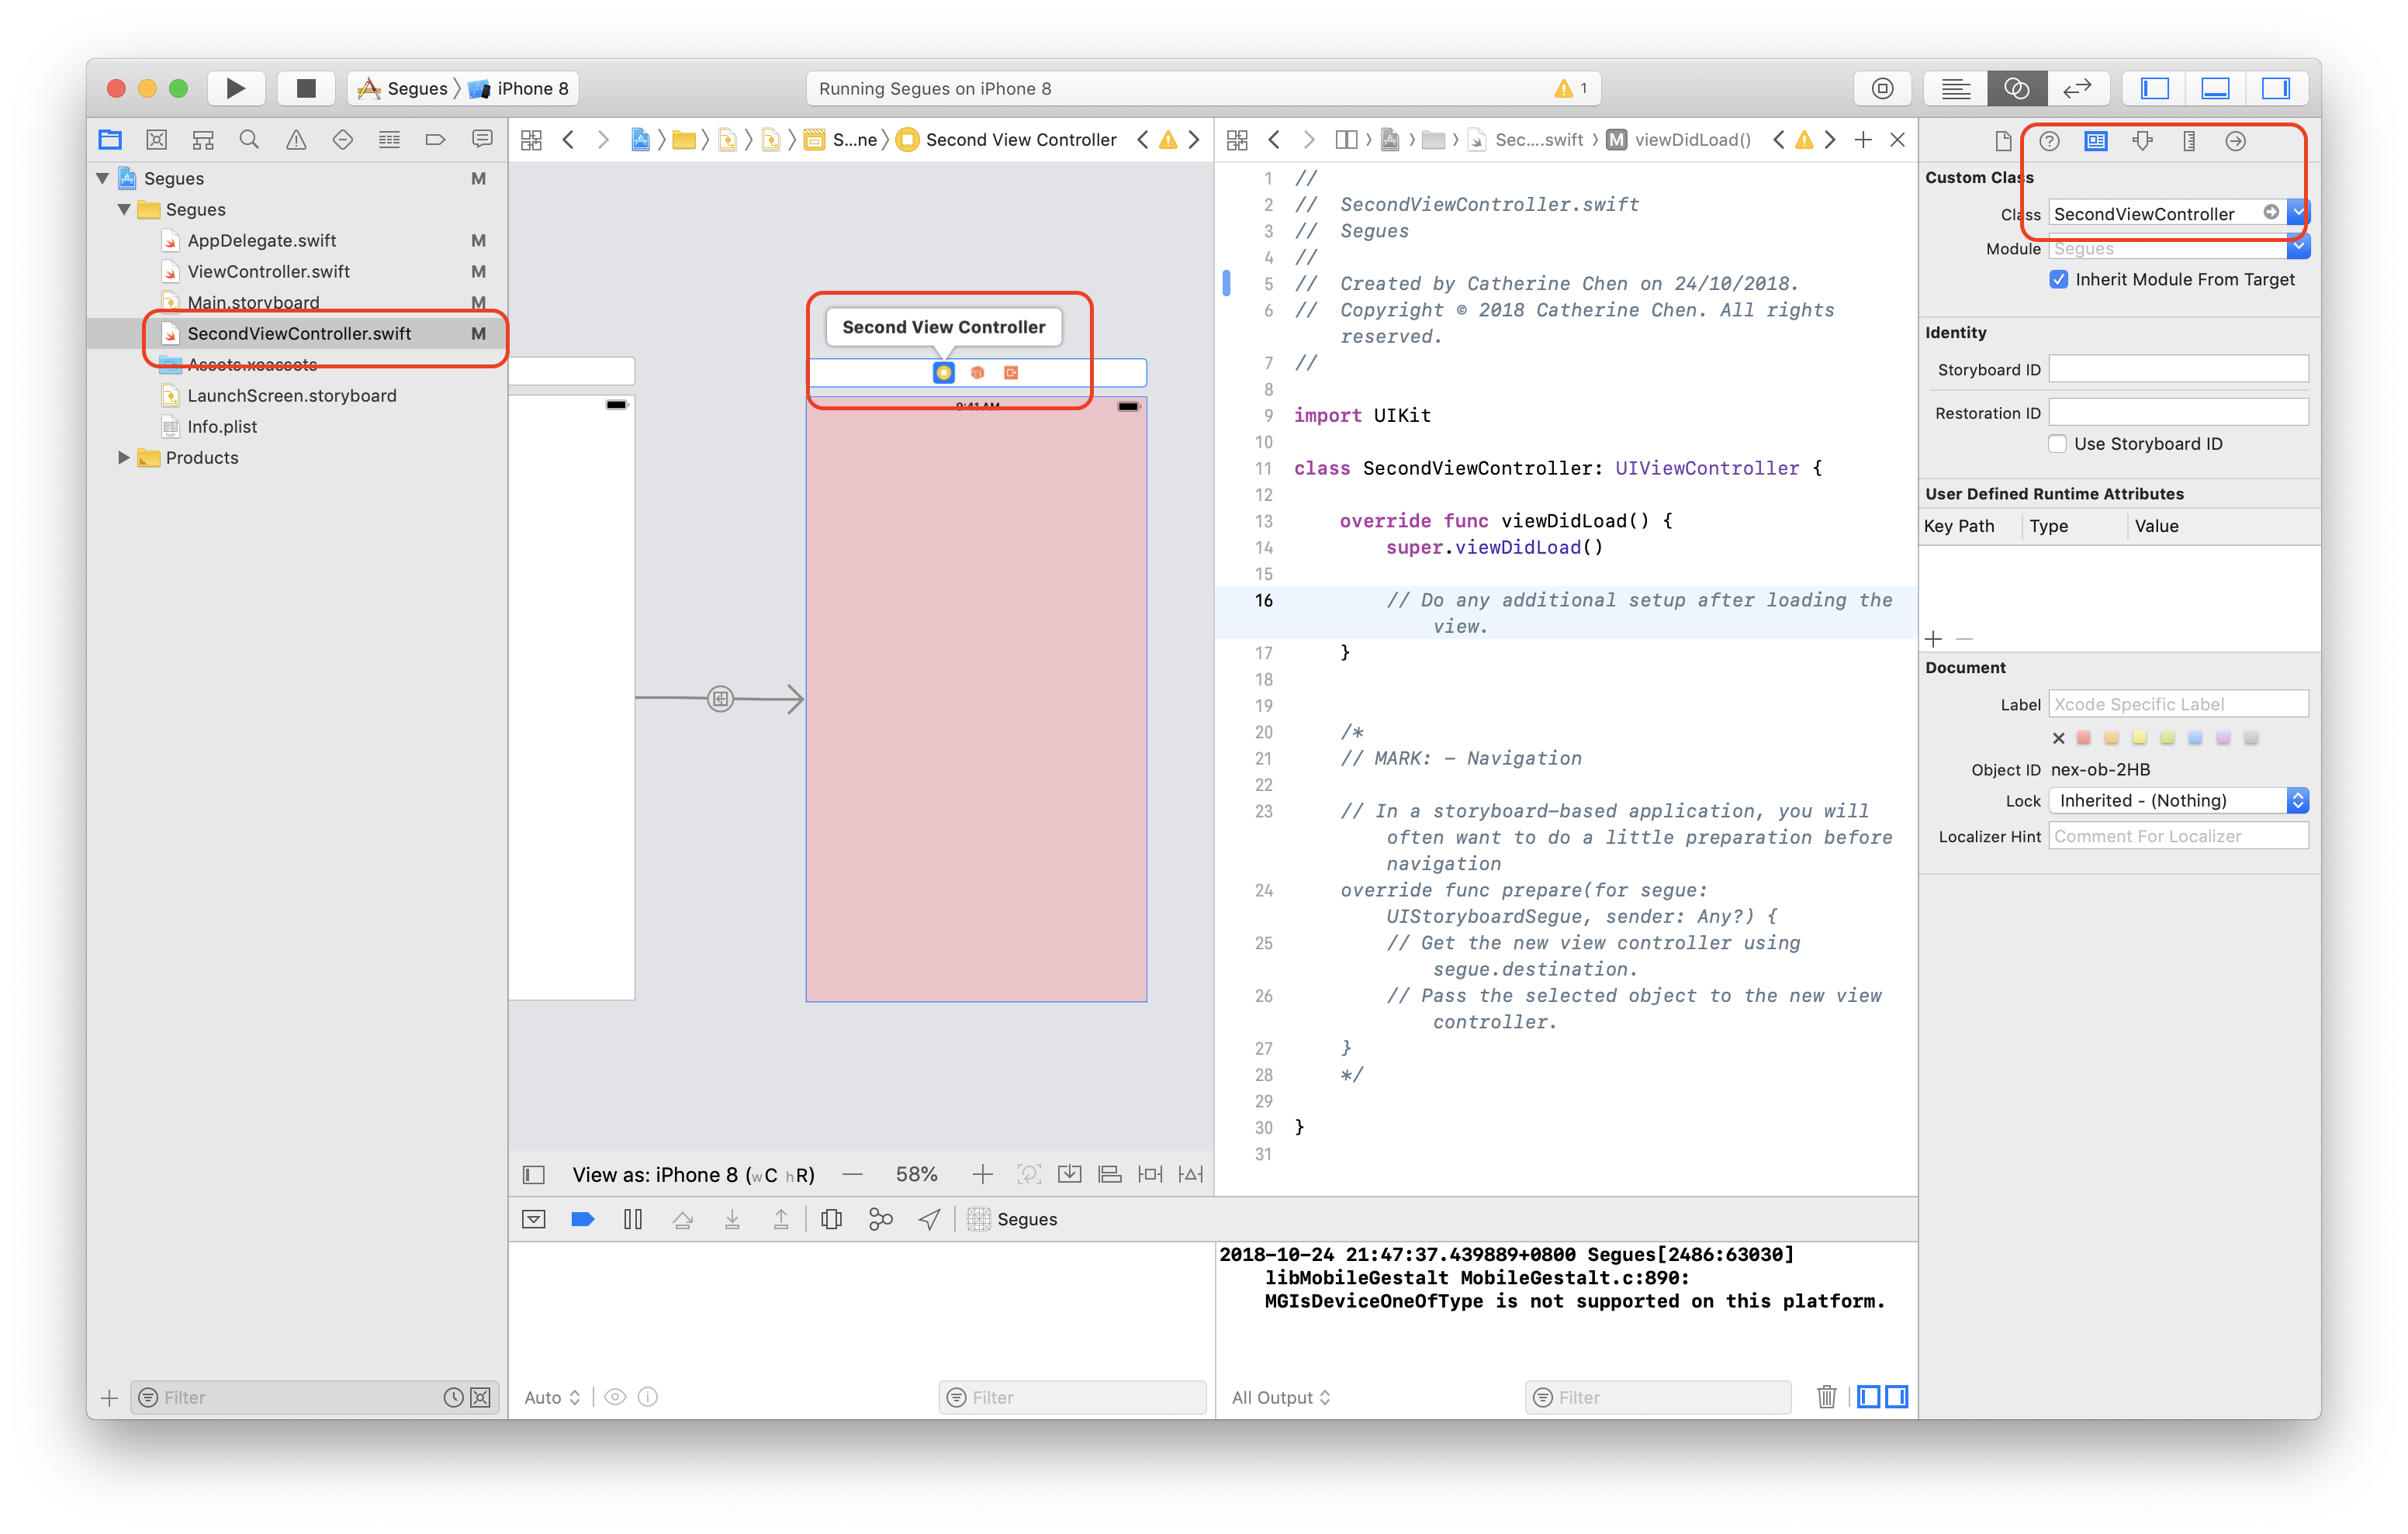 Segues 〉 iPhone 8
Running Segues on iPhone 8
1
Segues M
Segues
AppDelegate.swift M
ViewController.swift M
Main.storyboard M
SecondViewController.swift M
Assets.xcassets
LaunchScreen.storyboard
Info.plist
Products
Filter
S...ne 〉 Second View Controller
Second View Controller
9:41 AM
View as: iPhone 8 (wC hR)
58%
Sec....swift 〉 M viewDidLoad()
1 //
2 //  SecondViewController.swift
3 //  Segues
4 //
5 //  Created by Catherine Chen on 24/10/2018.
6 //  Copyright © 2018 Catherine Chen. All rights
reserved.
7 //
8
9 import UIKit
10
11 class SecondViewController: UIViewController {
12
13 override func viewDidLoad() {
14 super.viewDidLoad()
15
16 // Do any additional setup after loading the
view.
17 }
18
19
20 /*
21 // MARK: - Navigation
22
23 // In a storyboard-based application, you will
often want to do a little preparation before
navigation
24 override func prepare(for segue:
UIStoryboardSegue, sender: Any?) {
25 // Get the new view controller using
segue.destination.
26 // Pass the selected object to the new view
controller.
27 }
28 */
29
30 }
31
Segues
Auto
Filter
2018-10-24 21:47:37.439889+0800 Segues[2486:63030]
libMobileGestalt MobileGestalt.c:890:
MGIsDeviceOneOfType is not supported on this platform.
All Output
Filter
Custom Class
Class SecondViewController
Module Segues
Inherit Module From Target
Identity
Storyboard ID
Restoration ID
Use Storyboard ID
User Defined Runtime Attributes
Key Path Type Value
Document
Label Xcode Specific Label
Object ID nex-ob-2HB
Lock Inherited - (Nothing)
Localizer Hint Comment For Localizer